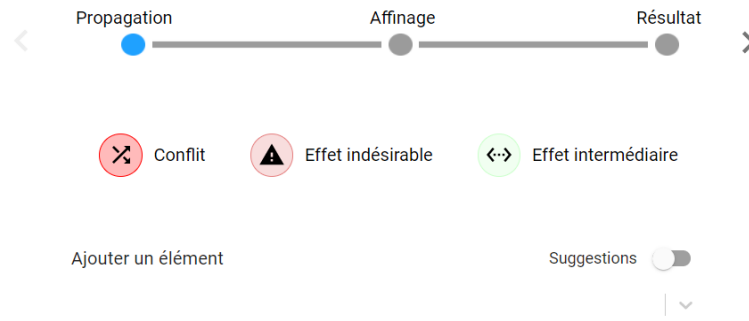 Propagation Affinage Résultat
Conflit Effet indésirable Effet intermédiaire
Ajouter un élément Suggestions